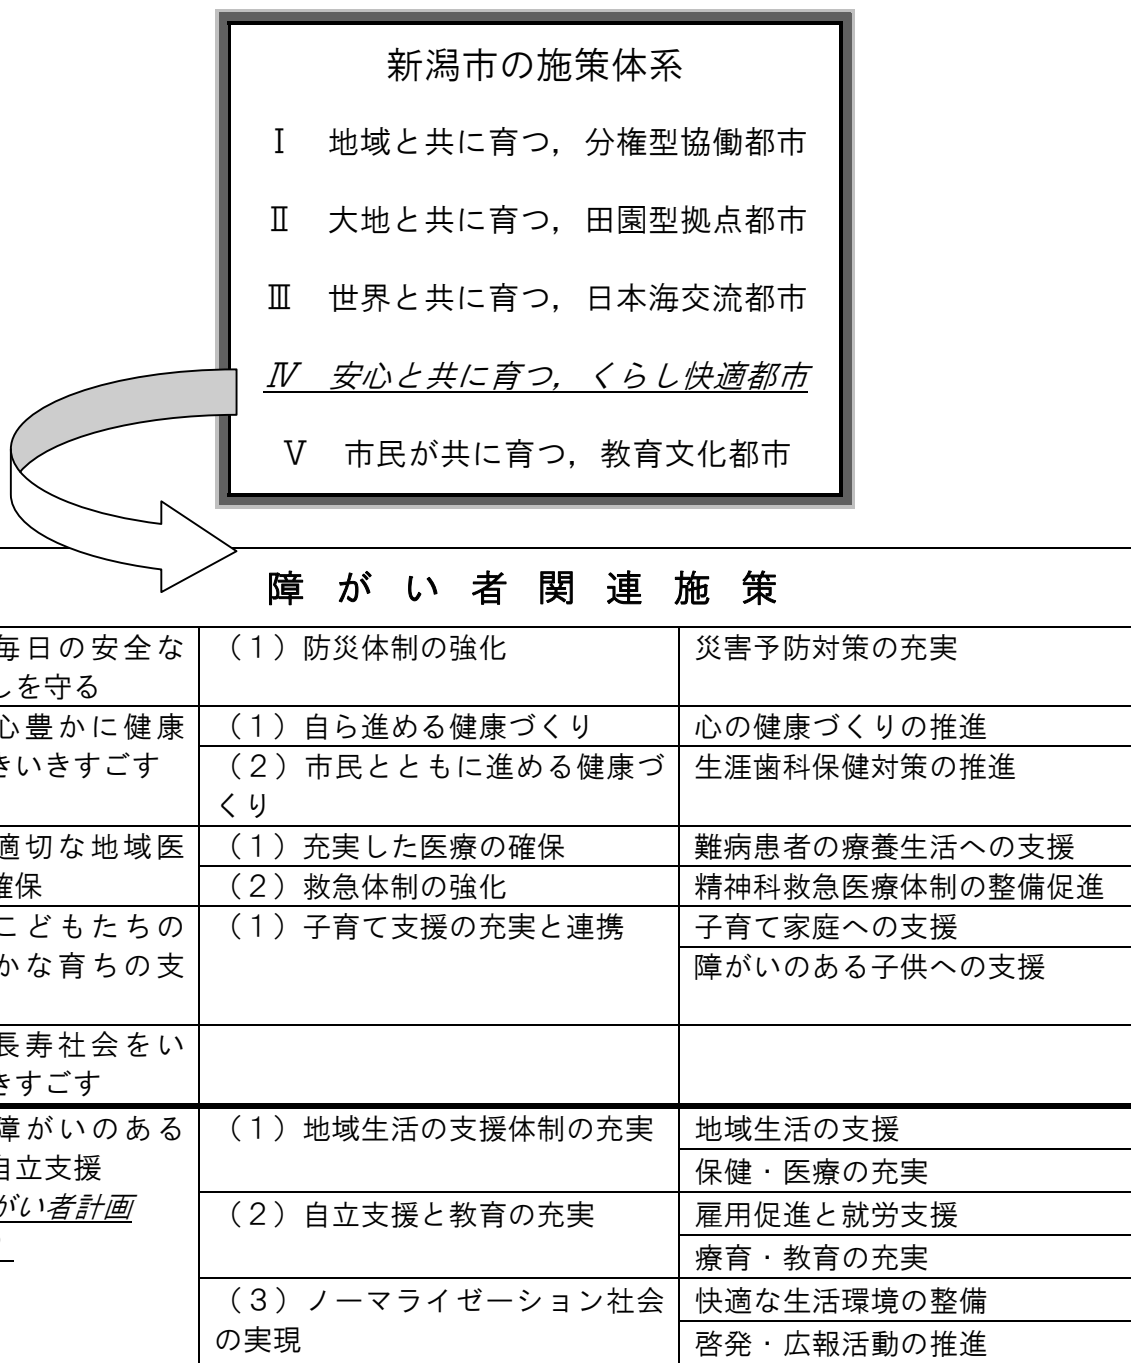 新潟市の施策体系
Ⅰ 地域と共に育つ，分権型協働都市
Ⅱ 大地と共に育つ，田園型拠点都市
Ⅲ 世界と共に育つ，日本海交流都市
Ⅳ 安心と共に育つ，くらし快適都市
Ⅴ 市民が共に育つ，教育文化都市
障がい者関連施策
毎日の安全な
しを守る
（１）防災体制の強化
災害予防対策の充実
心豊かに健康
きいきすごす
（１）自ら進める健康づくり
心の健康づくりの推進
（２）市民とともに進める健康づ
くり
生涯歯科保健対策の推進
適切な地域医
確保
（１）充実した医療の確保
難病患者の療養生活への支援
（２）救急体制の強化
精神科救急医療体制の整備促進
こどもたちの
かな育ちの支
（１）子育て支援の充実と連携
子育て家庭への支援
障がいのある子供への支援
長寿社会をい
きすごす
障がいのある
自立支援
がい者計画
（１）地域生活の支援体制の充実
地域生活の支援
保健・医療の充実
（２）自立支援と教育の充実
雇用促進と就労支援
療育・教育の充実
（３）ノーマライゼーション社会
の実現
快適な生活環境の整備
啓発・広報活動の推進